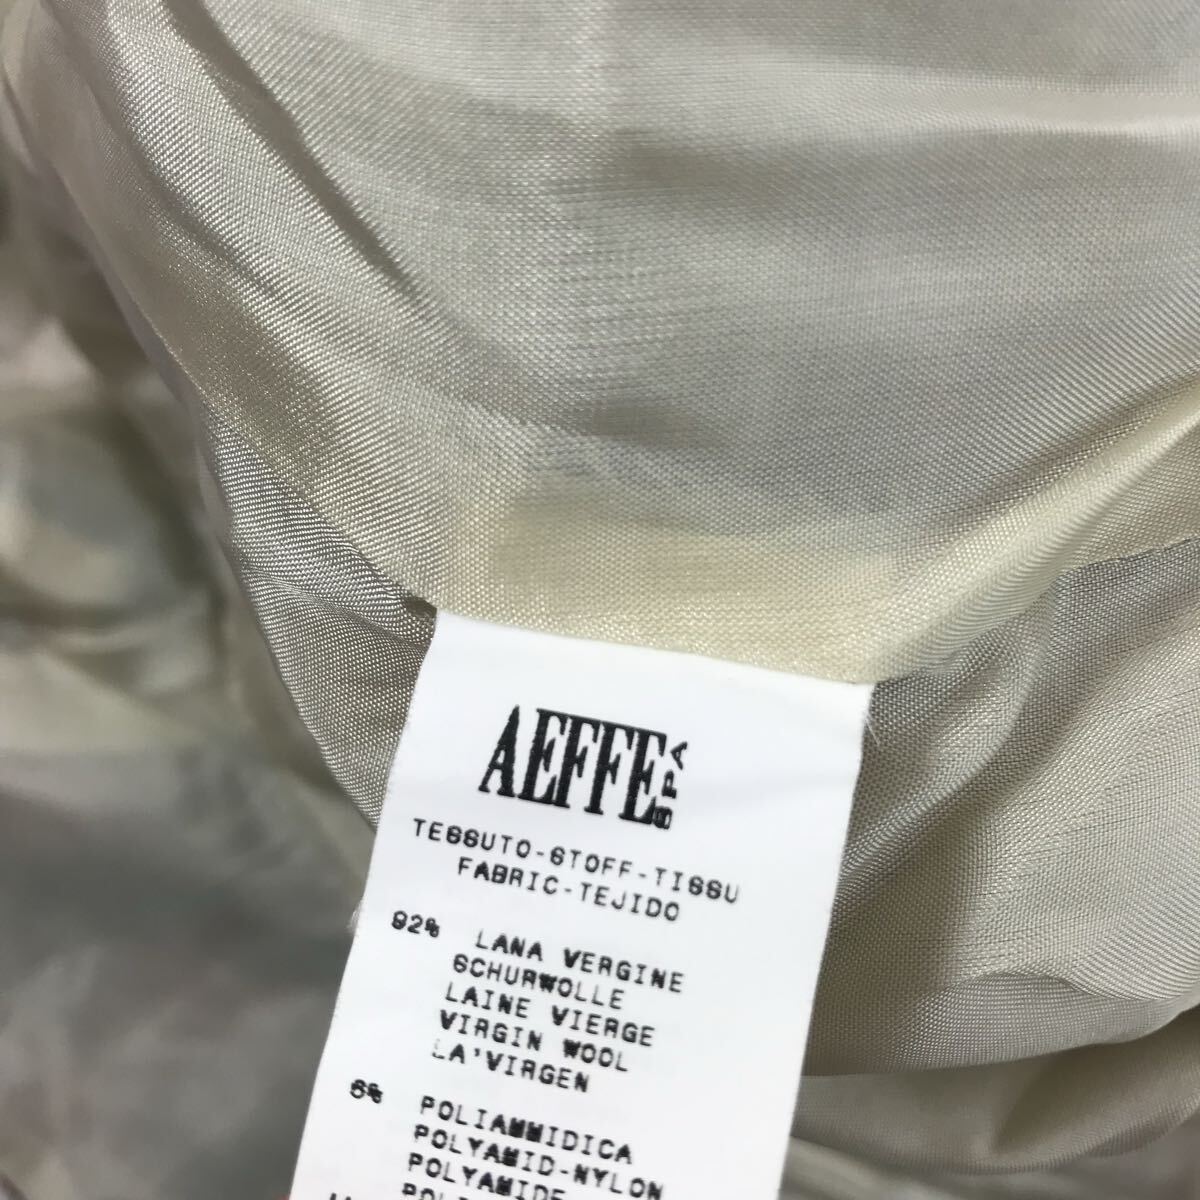 AEFFE SPA
TESSUTO-STOFF-TISSU
FABRIC-TEJIDO
92% LANA VERGINE
SCHURWOLLE
LAINE VIERGE
VIRGIN WOOL
LA'VIRGEN
6% POLIAMMIDICA
POLYAMID-NYLON
POLYAMIDE